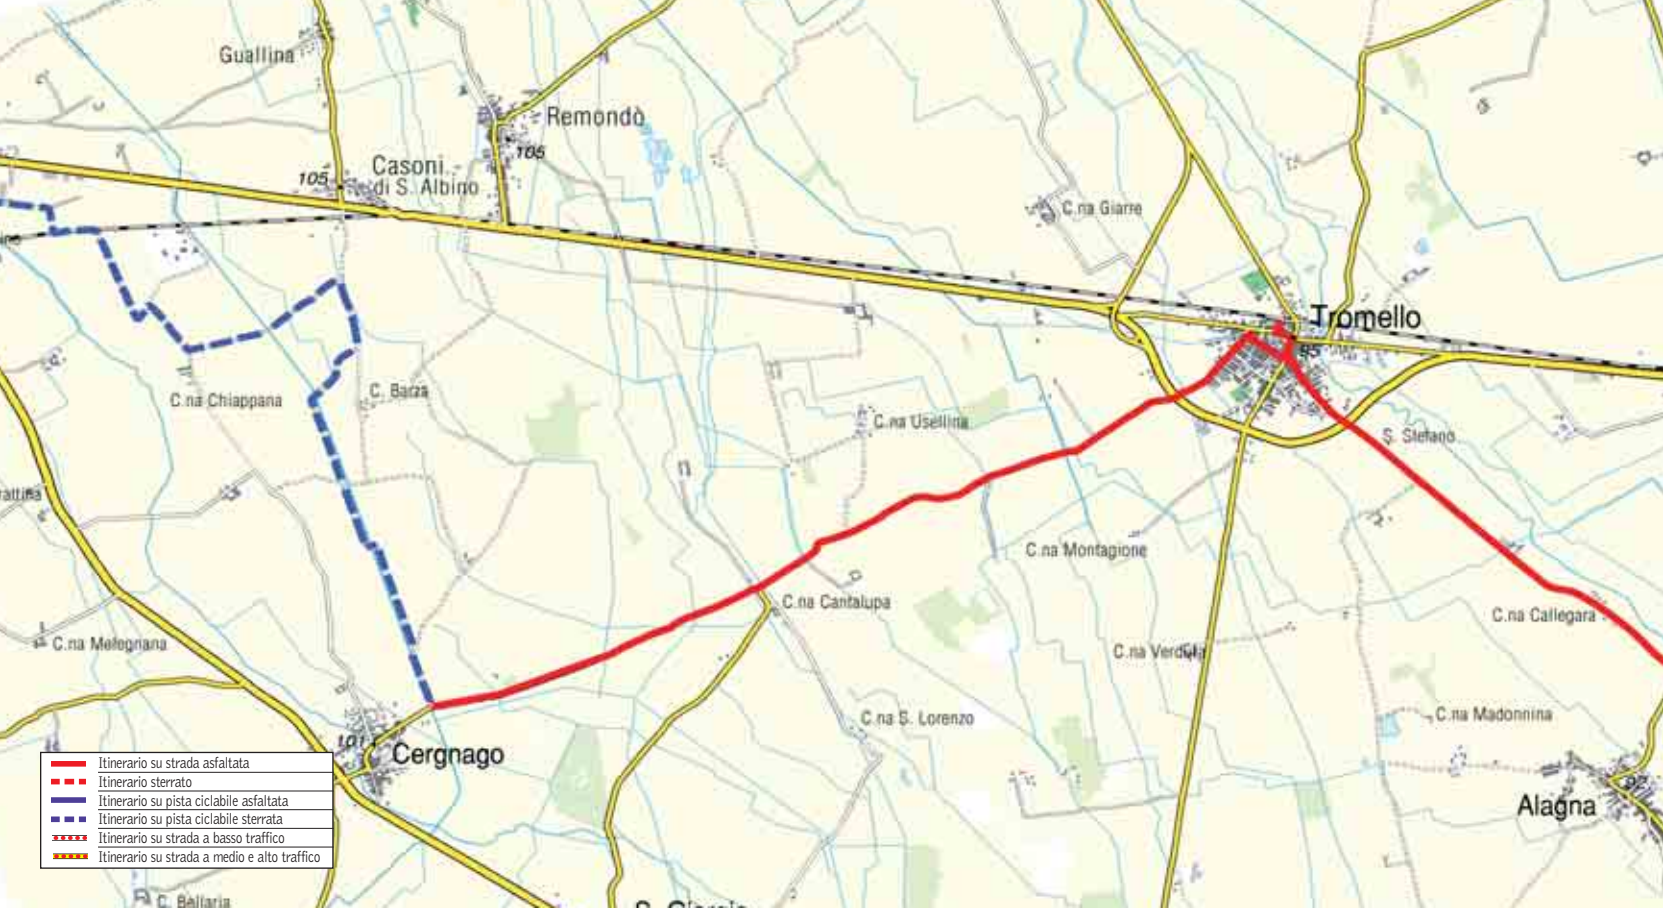 Guallina
Remondò
105
Casoni
di S. Albino
105
C.na Giarre
Tromello
95
C.na Chiappana
C. Barza
C.na Usellina
S. Stefano
C.na Montagione
C.na Cantalupa
C.na Callegara
C.na Melegnana
C.na S. Lorenzo
C.na Madonnina
101
Cergnago
Alagna
92
Itinerario su strada asfaltata
Itinerario sterrato
Itinerario su pista ciclabile asfaltata
Itinerario su pista ciclabile sterrata
Itinerario su strada a basso traffico
Itinerario su strada a medio e alto traffico
C. Bellaria